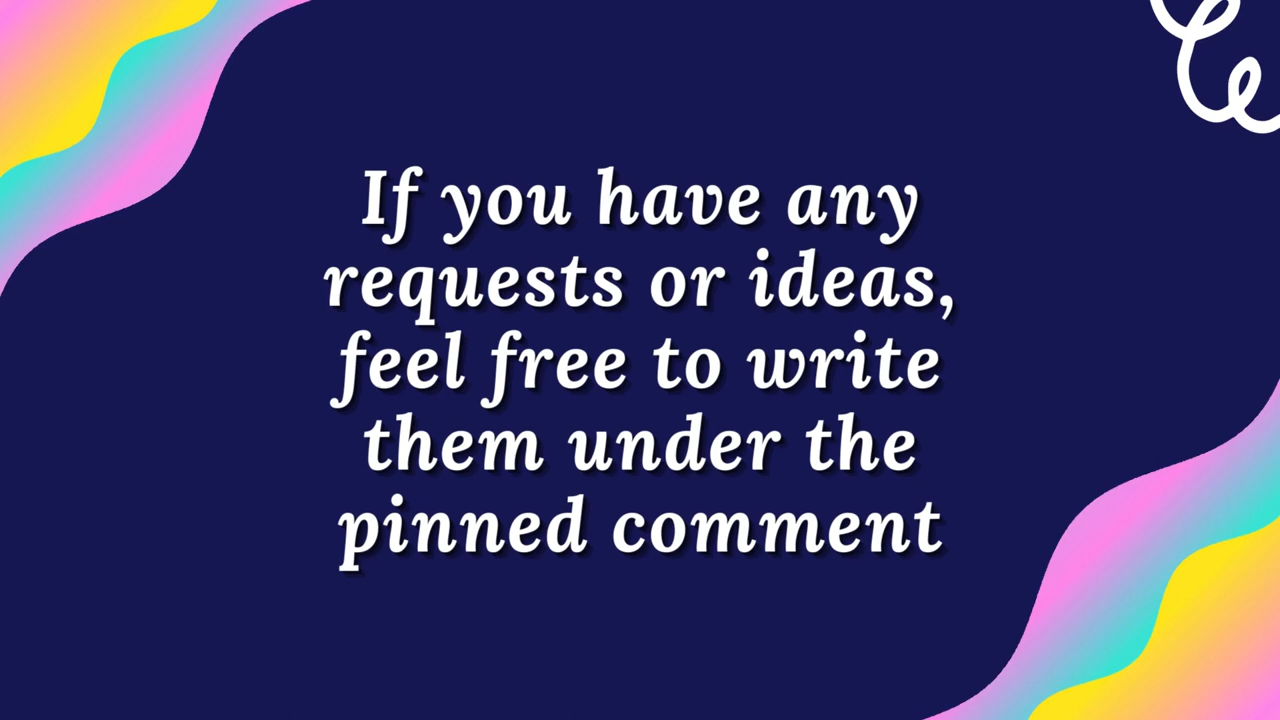 If you have any
requests or ideas,
feel free to write
them under the
pinned comment